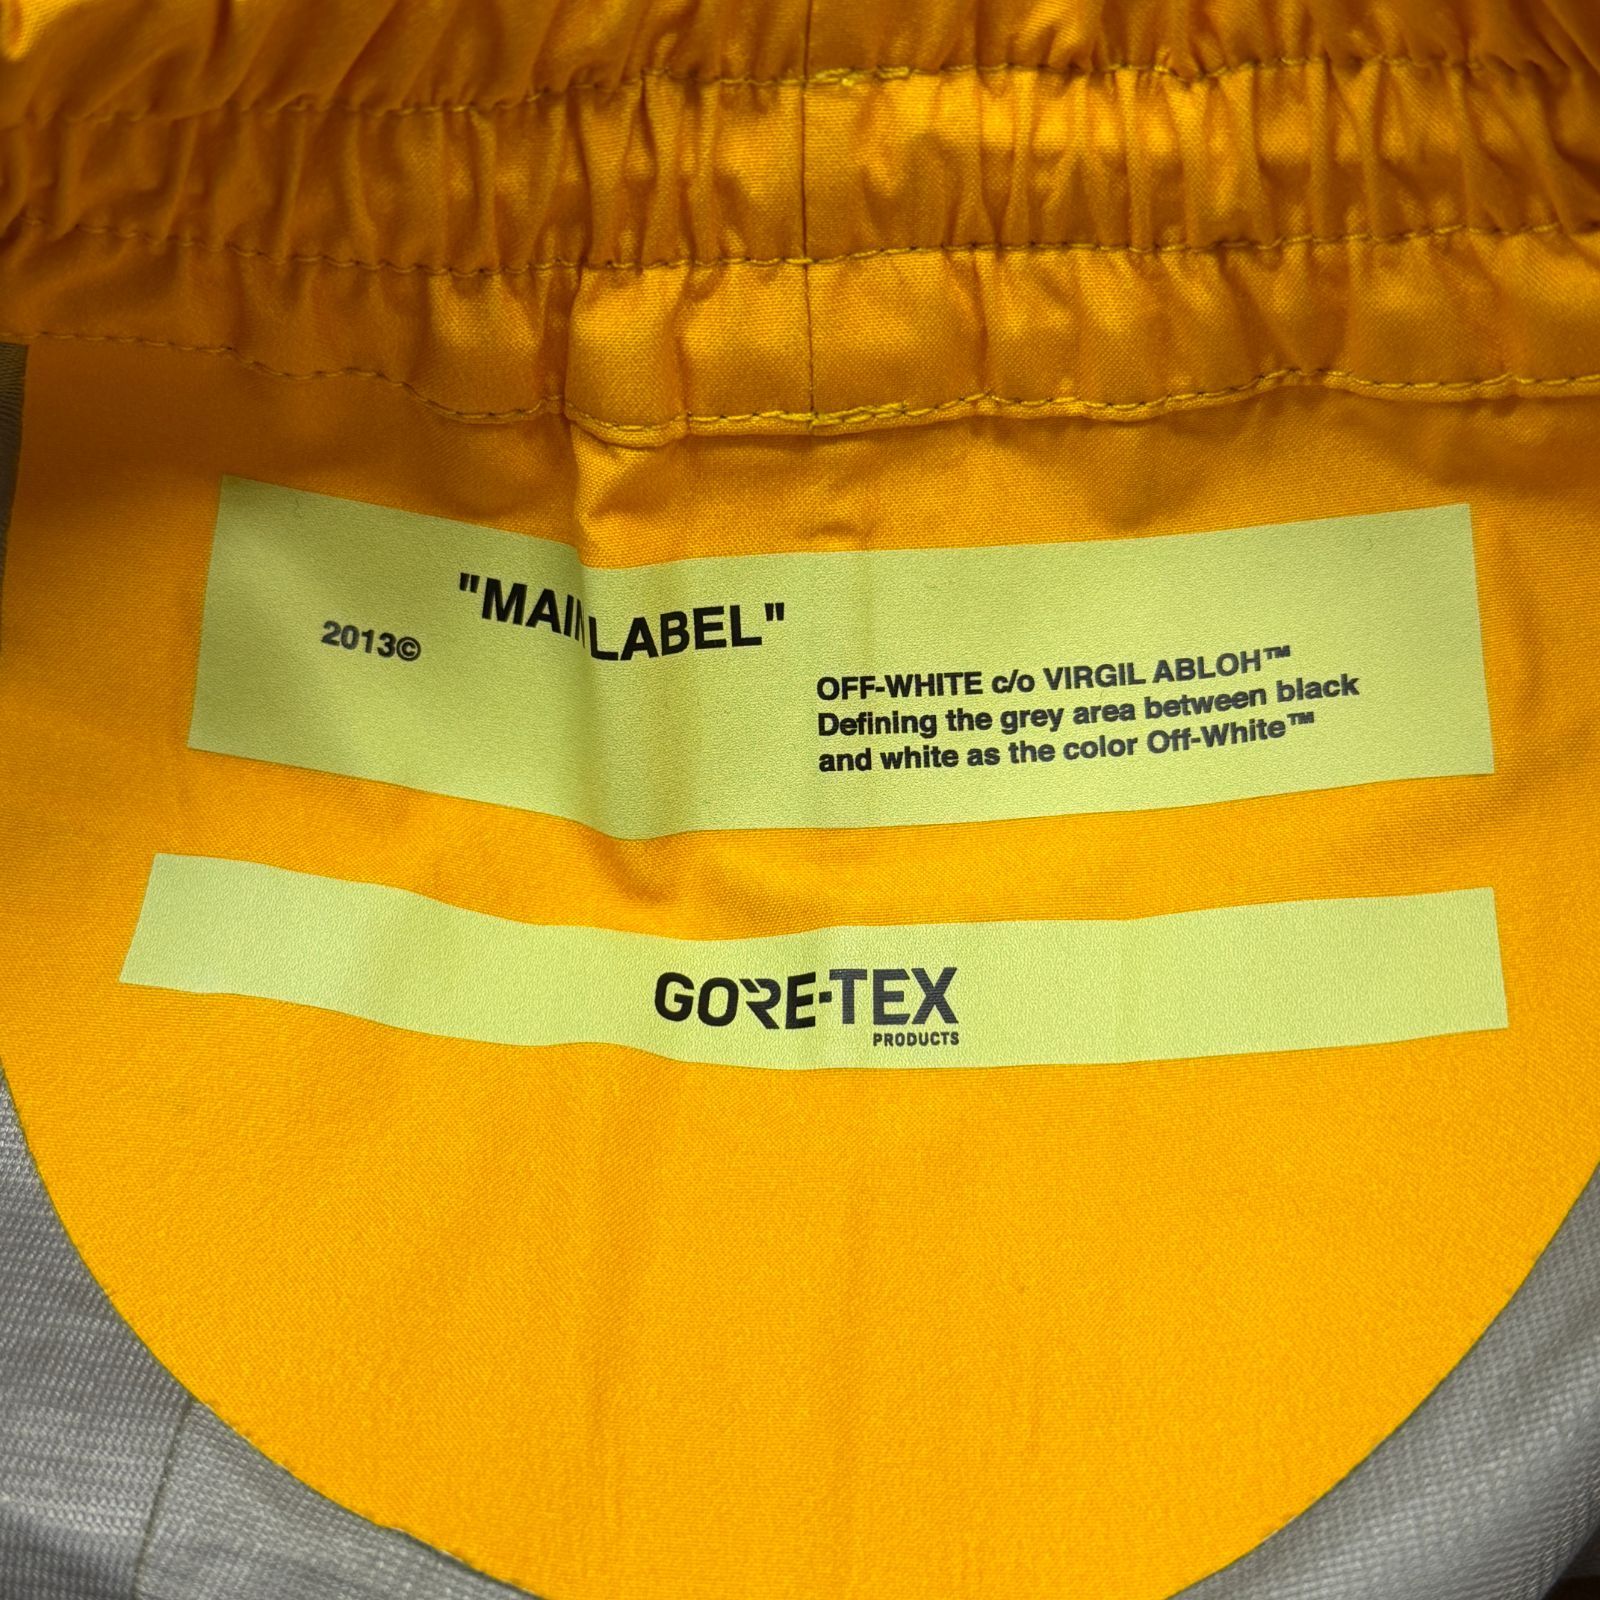 "MAIN LABEL"
2013©
OFF-WHITE c/o VIRGIL ABLOH™
Defining the grey area between black
and white as the color Off-White™
GORE-TEX
PRODUCTS